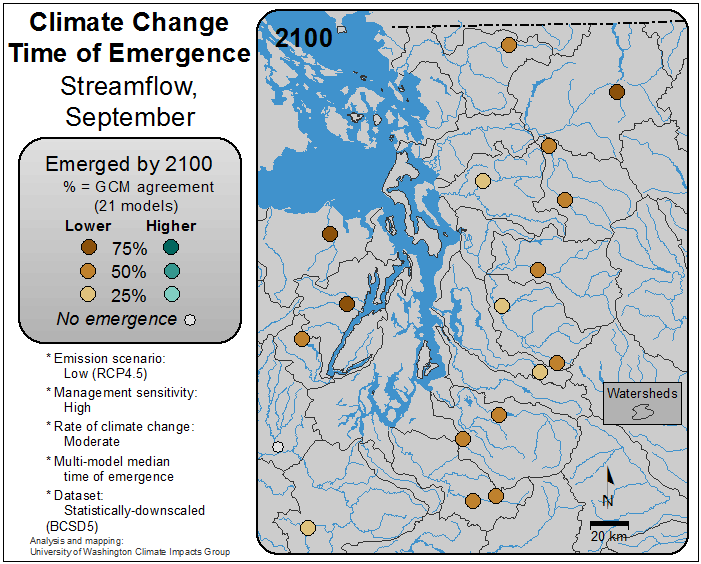 Climate Change
Time of Emergence
Streamflow,
September
Emerged by 2100
% = GCM agreement
(21 models)
Lower Higher
75%
50%
25%
No emergence
* Emission scenario:
Low (RCP4.5)
* Management sensitivity:
High
* Rate of climate change:
Moderate
* Multi-model median
time of emergence
* Dataset:
Statistically-downscaled
(BCSD5)
Analysis and mapping:
University of Washington Climate Impacts Group
2100
Watersheds
N
20 km